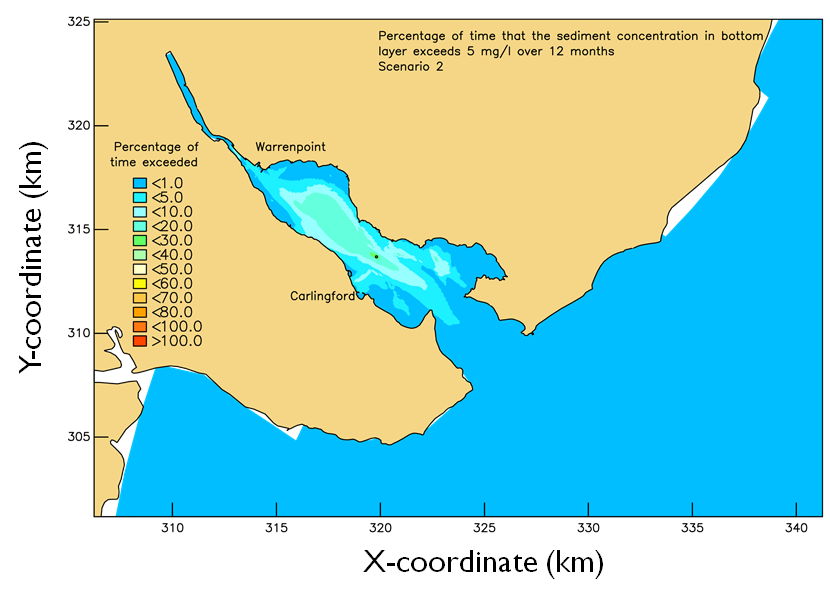 Percentage of time that the sediment concentration in bottom
layer exceeds 5 mg/l over 12 months
Scenario 2
325
320
315
310
305
Y-coordinate (km)
Warrenpoint
Carlingford
Percentage of
time exceeded
<1.0
<5.0
<10.0
<20.0
<30.0
<40.0
<50.0
<60.0
<70.0
<80.0
<100.0
>100.0
310 315 320 325 330 335 340
X-coordinate (km)